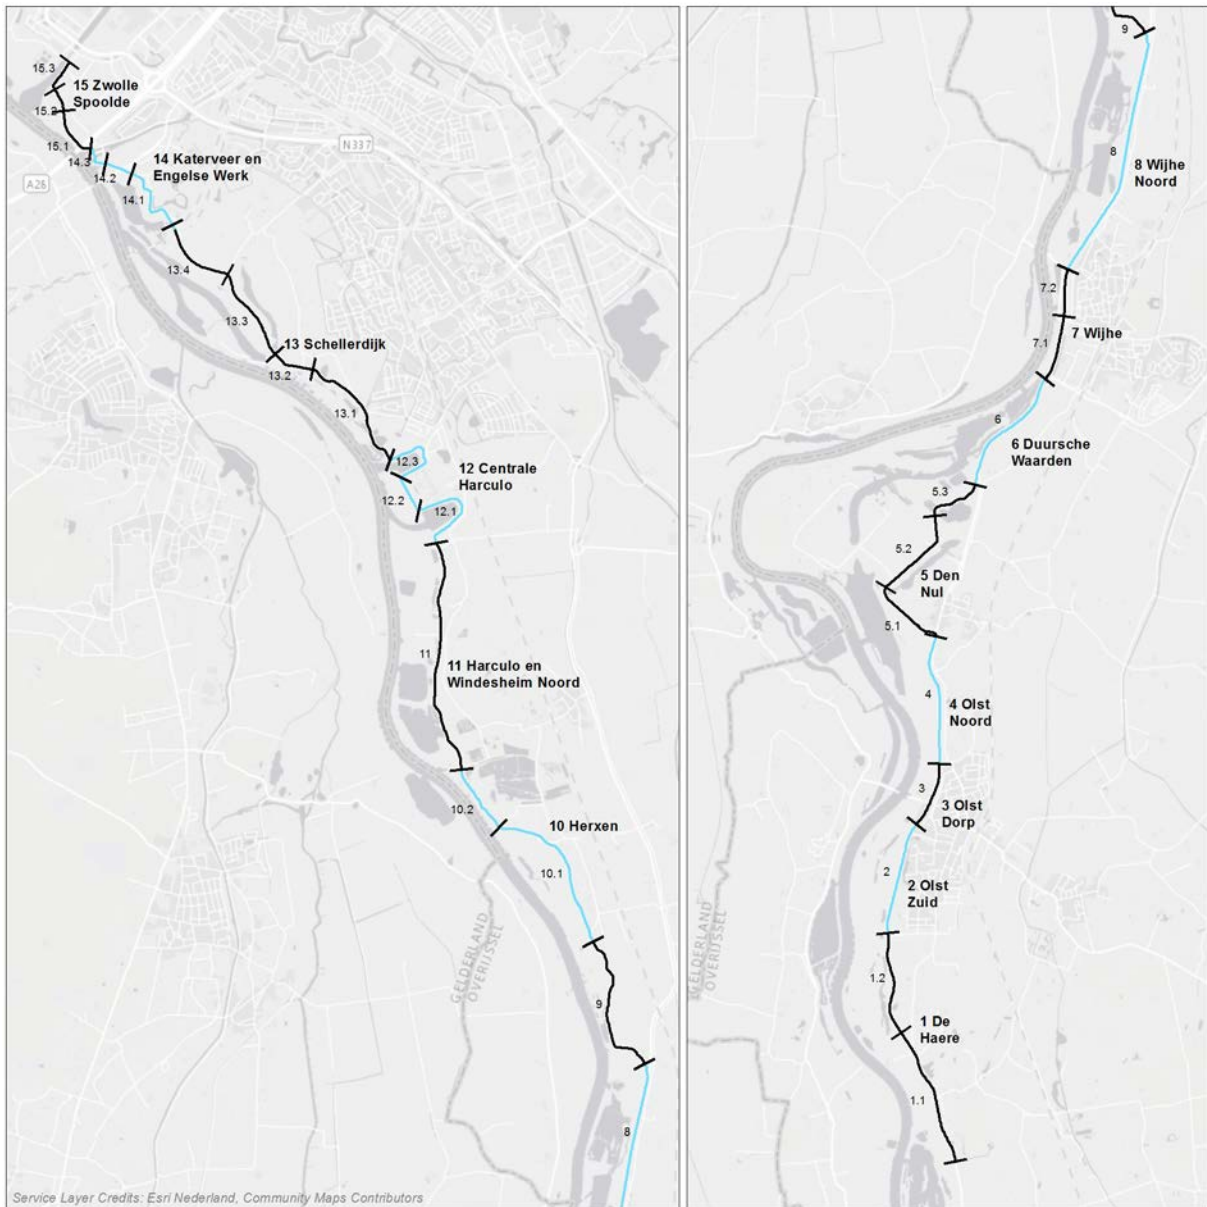 15.3
15 Zwolle
Spoolde
15.2
15.1
14.3
14.2
14 Katerveer en
Engelse Werk
14.1
N337
A28
13.4
13.3
13 Schellerdijk
13.2
13.1
12.3
12 Centrale
Harculo
12.2
12.1
11
11 Harculo en
Windesheim Noord
10.2
10 Herxen
10.1
GELDERLAND
OVERIJSSEL
9
8
Service Layer Credits: Esri Nederland, Community Maps Contributors
9
8
8 Wijhe
Noord
7.2
7 Wijhe
7.1
6
6 Duursche
Waarden
5.3
5.2
5 Den
Nul
5.1
4
4 Olst
Noord
3
3 Olst
Dorp
2
2 Olst
Zuid
GELDERLAND
OVERIJSSEL
1.2
1 De
Haere
1.1